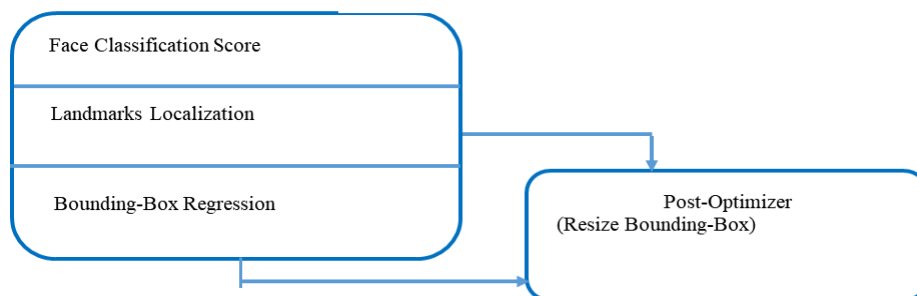 Face Classification Score
Landmarks Localization
Bounding-Box Regression
Post-Optimizer
(Resize Bounding-Box)